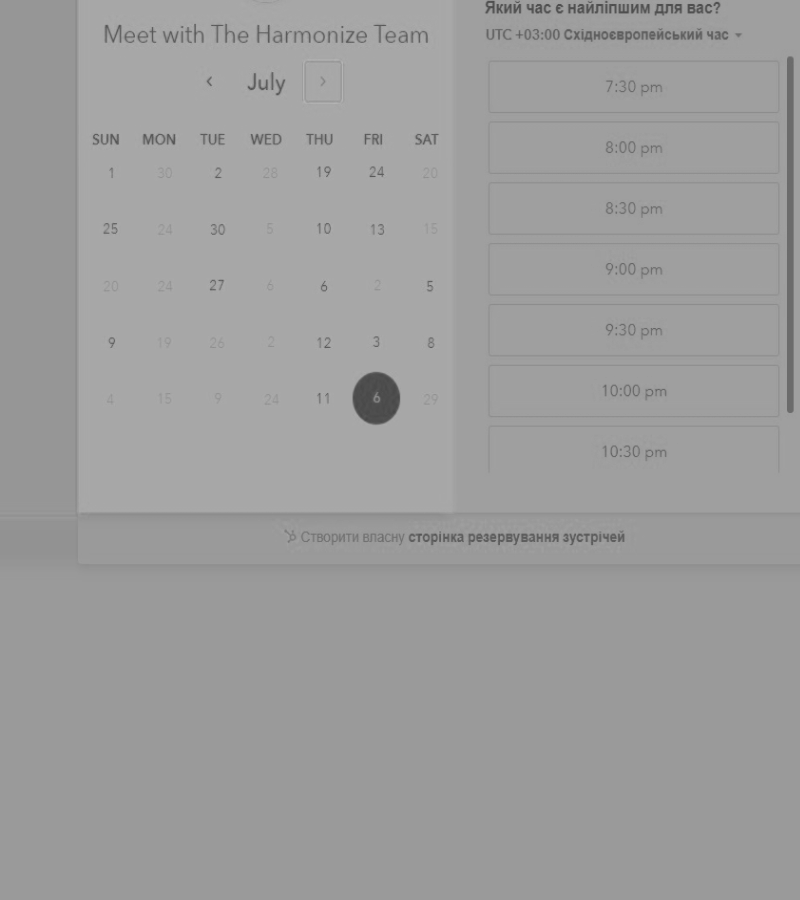 Meet with The Harmonize Team
July
SUN MON TUE WED THU FRI SAT
1 30 2 28 19 24 20
25 24 30 5 10 13 15
20 24 27 6 6 2 5
9 19 26 2 12 3 8
4 15 9 24 11 6 29
Який час є найліпшим для вас?
UTC +03:00 Східноєвропейський час
7:30 pm
8:00 pm
8:30 pm
9:00 pm
9:30 pm
10:00 pm
10:30 pm
Створити власну сторінка резервування зустрічей